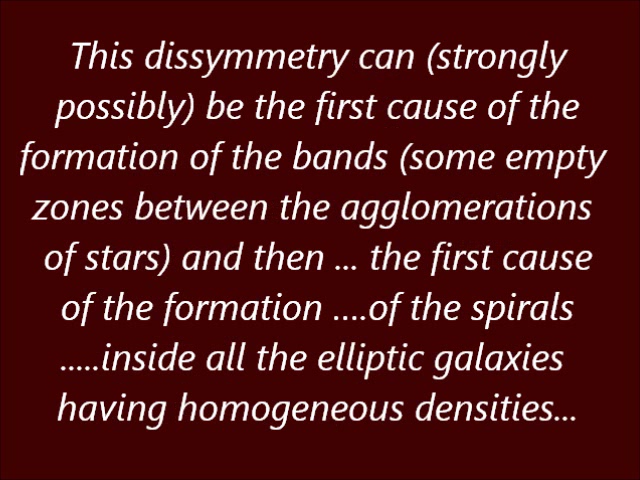 This dissymmetry can (strongly
possibly) be the first cause of the
formation of the bands (some empty
zones between the agglomerations
of stars) and then ... the first cause
of the formation ....of the spirals
.....inside all the elliptic galaxies
having homogeneous densities...